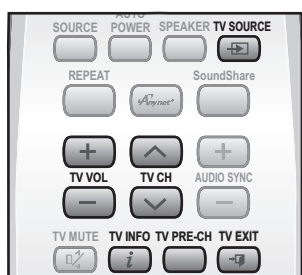 AUTO
SOURCE POWER SPEAKER TV SOURCE
REPEAT SoundShare
Anynet+
TV VOL TV CH AUDIO SYNC
TV MUTE TV INFO TV PRE-CH TV EXIT
i